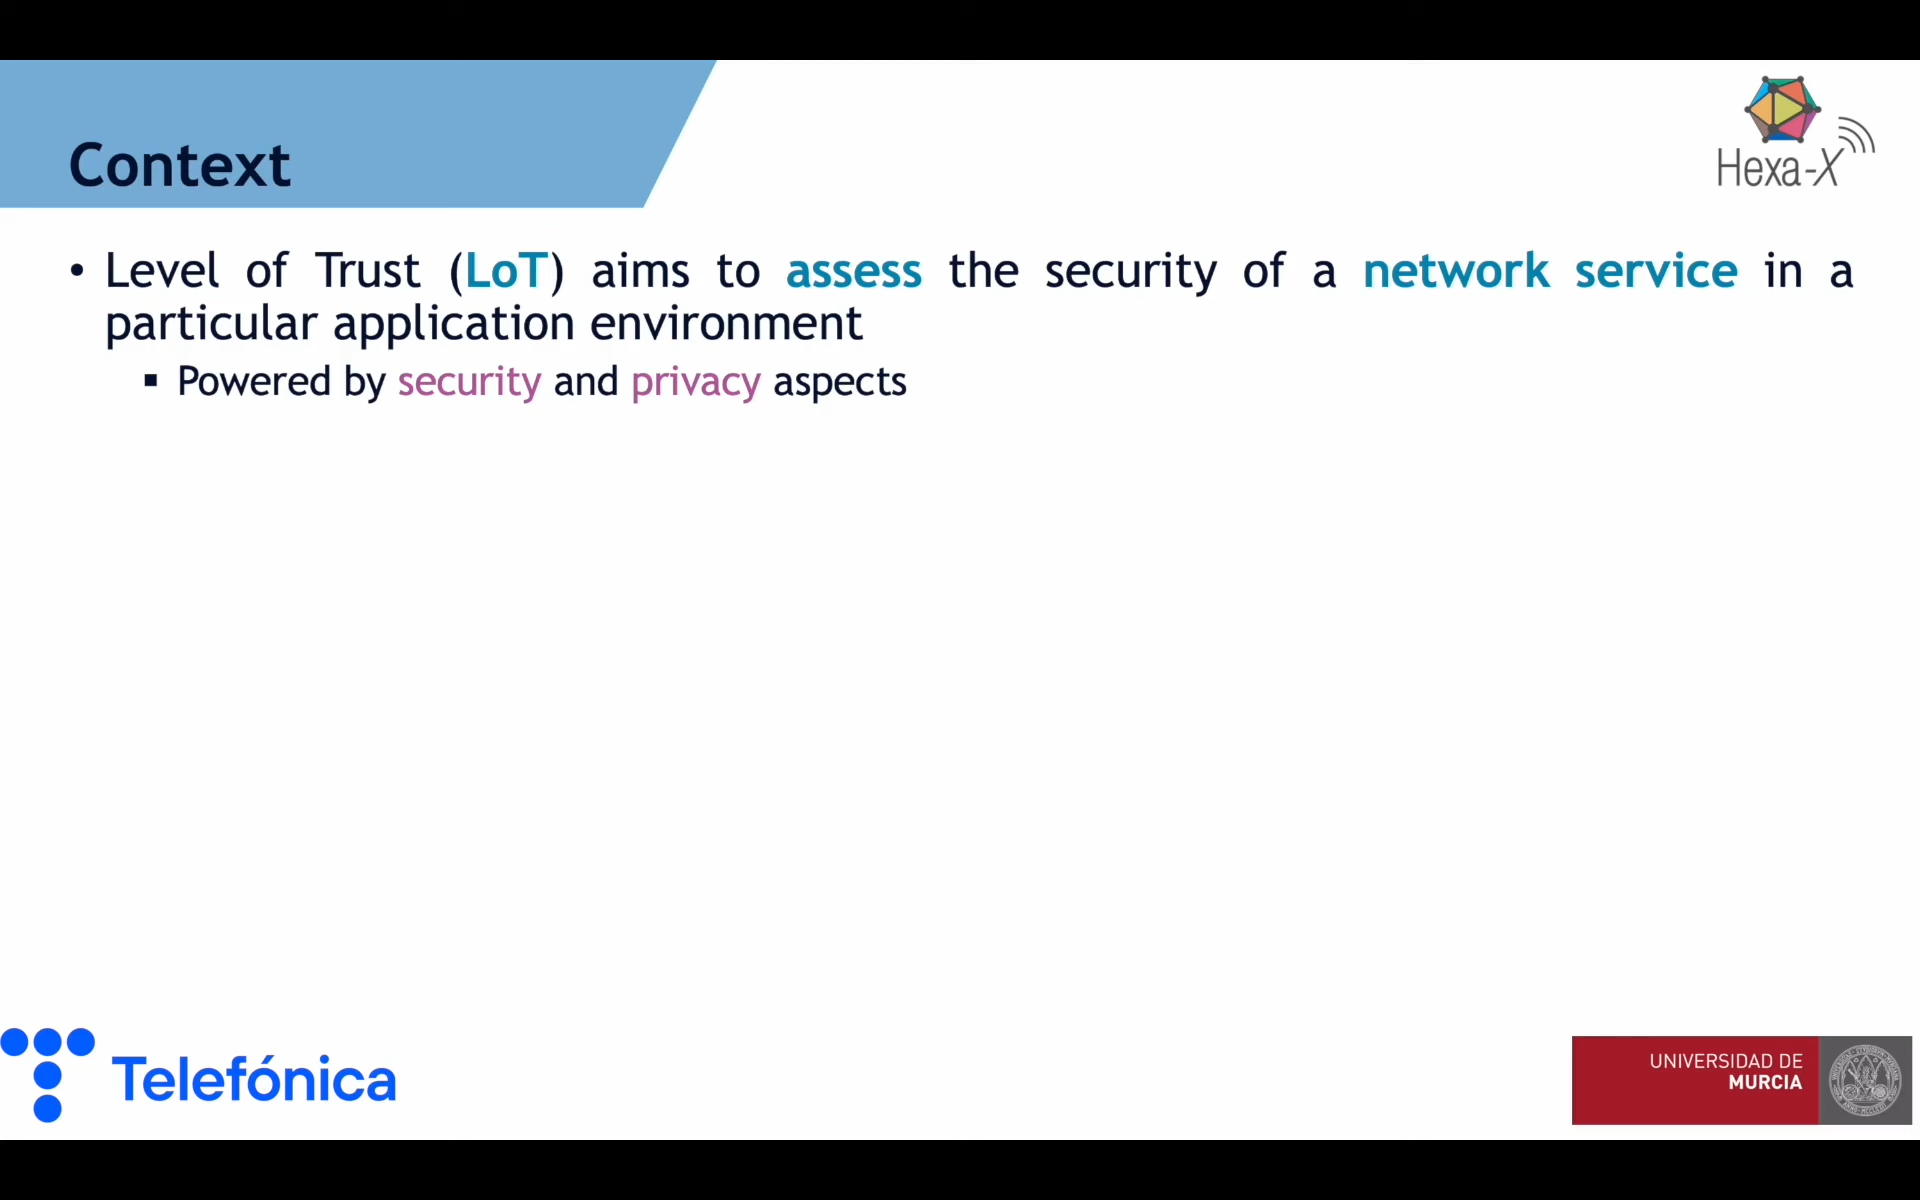 Context
Hexa-X
• Level of Trust (LoT) aims to assess the security of a network service in a
particular application environment
▪ Powered by security and privacy aspects
Telefónica
UNIVERSIDAD DE
MURCIA